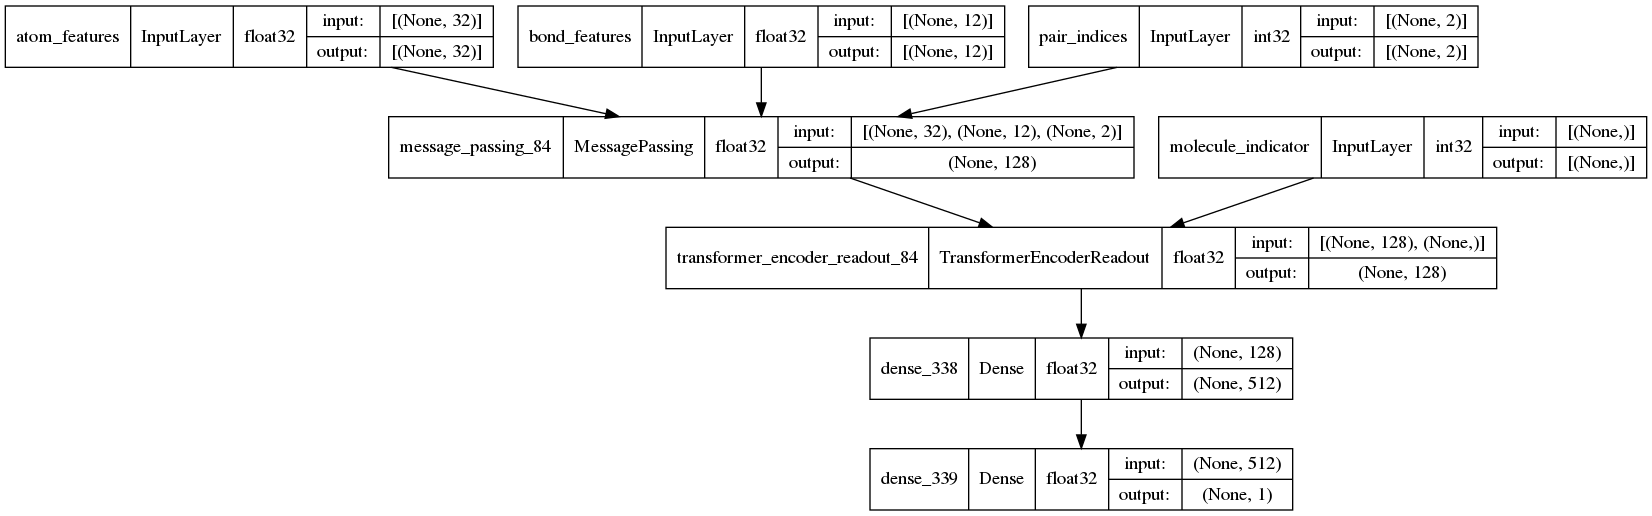 atom_features InputLayer float32 input: [(None, 32)] output: [(None, 32)]
bond_features InputLayer float32 input: [(None, 12)] output: [(None, 12)]
pair_indices InputLayer int32 input: [(None, 2)] output: [(None, 2)]
message_passing_84 MessagePassing float32 input: [(None, 32), (None, 12), (None, 2)] output: (None, 128)
molecule_indicator InputLayer int32 input: [(None,)] output: [(None,)]
transformer_encoder_readout_84 TransformerEncoderReadout float32 input: [(None, 128), (None,)] output: (None, 128)
dense_338 Dense float32 input: (None, 128) output: (None, 512)
dense_339 Dense float32 input: (None, 512) output: (None, 1)